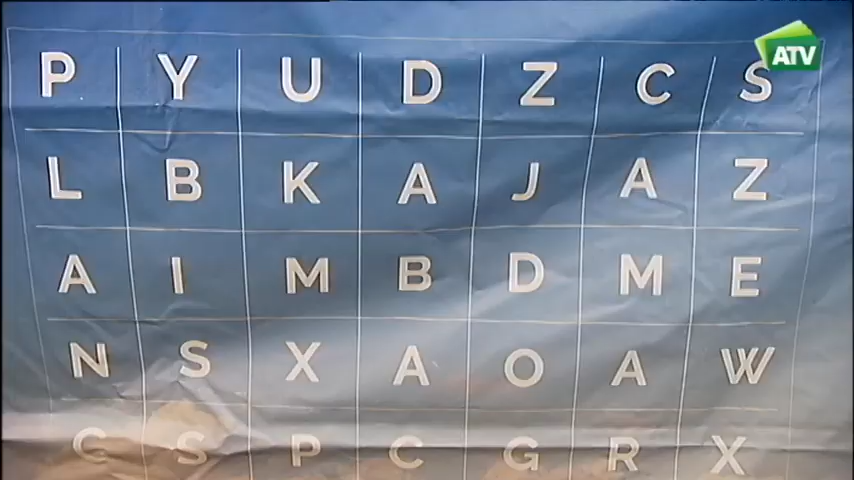 ATV
P Y U D Z C S
L B K A J A Z
A I M B D M E
N S X A O A W
C S P C G R X